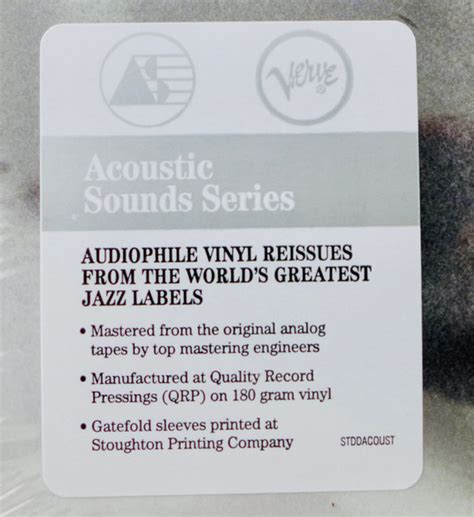 AS
Verve®
Acoustic
Sounds Series
AUDIOPHILE VINYL REISSUES
FROM THE WORLD'S GREATEST
JAZZ LABELS
• Mastered from the original analog
tapes by top mastering engineers
• Manufactured at Quality Record
Pressings (QRP) on 180 gram vinyl
• Gatefold sleeves printed at
Stoughton Printing Company
STDDACOUST